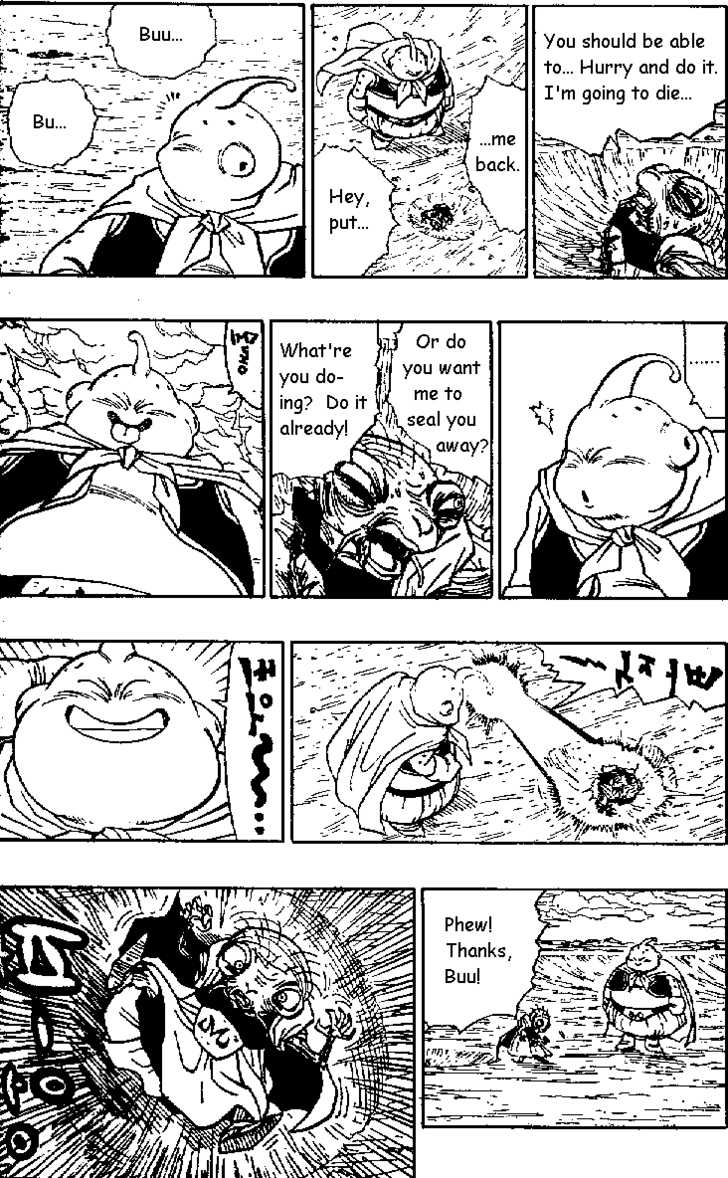 Bu...
Buu...
Hey,
put...
...me
back.
You should be able
to... Hurry and do it.
I'm going to die...
What're
you do-
ing? Do it
already!
Or do
you want
me to
seal you
away?
......
Phew!
Thanks,
Buu!